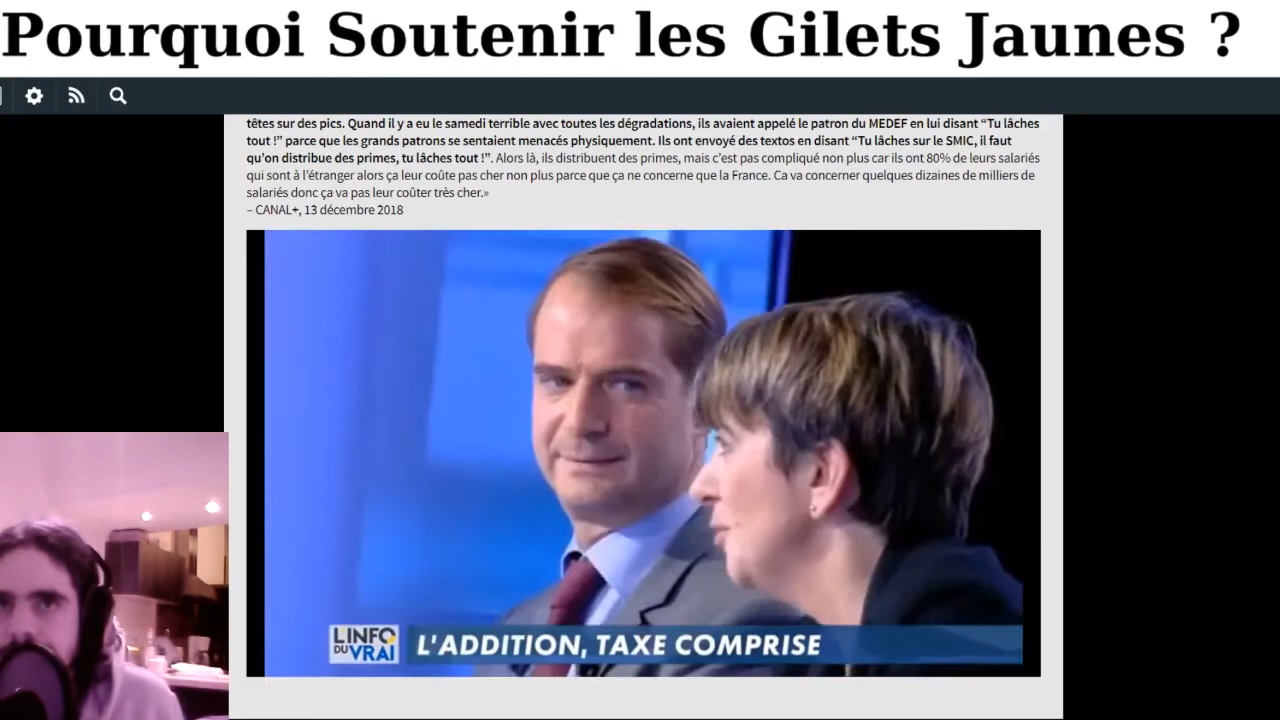 Pourquoi Soutenir les Gilets Jaunes ?
têtes sur des pics. Quand il y a eu le samedi terrible avec toutes les dégradations, ils avaient appelé le patron du MEDEF en lui disant “Tu lâches
tout !” parce que les grands patrons se sentaient menacés physiquement. Ils ont envoyé des textos en disant “Tu lâches sur le SMIC, il faut
qu’on distribue des primes, tu lâches tout !”. Alors là, ils distribuent des primes, mais c’est pas compliqué non plus car ils ont 80% de leurs salariés
qui sont à l’étranger alors ça leur coûte pas cher non plus parce que ça ne concerne que la France. Ca va concerner quelques dizaines de milliers de
salariés donc ça va pas leur coûter très cher.»
– CANAL+, 13 décembre 2018
L'INFO
DU VRAI
L'ADDITION, TAXE COMPRISE